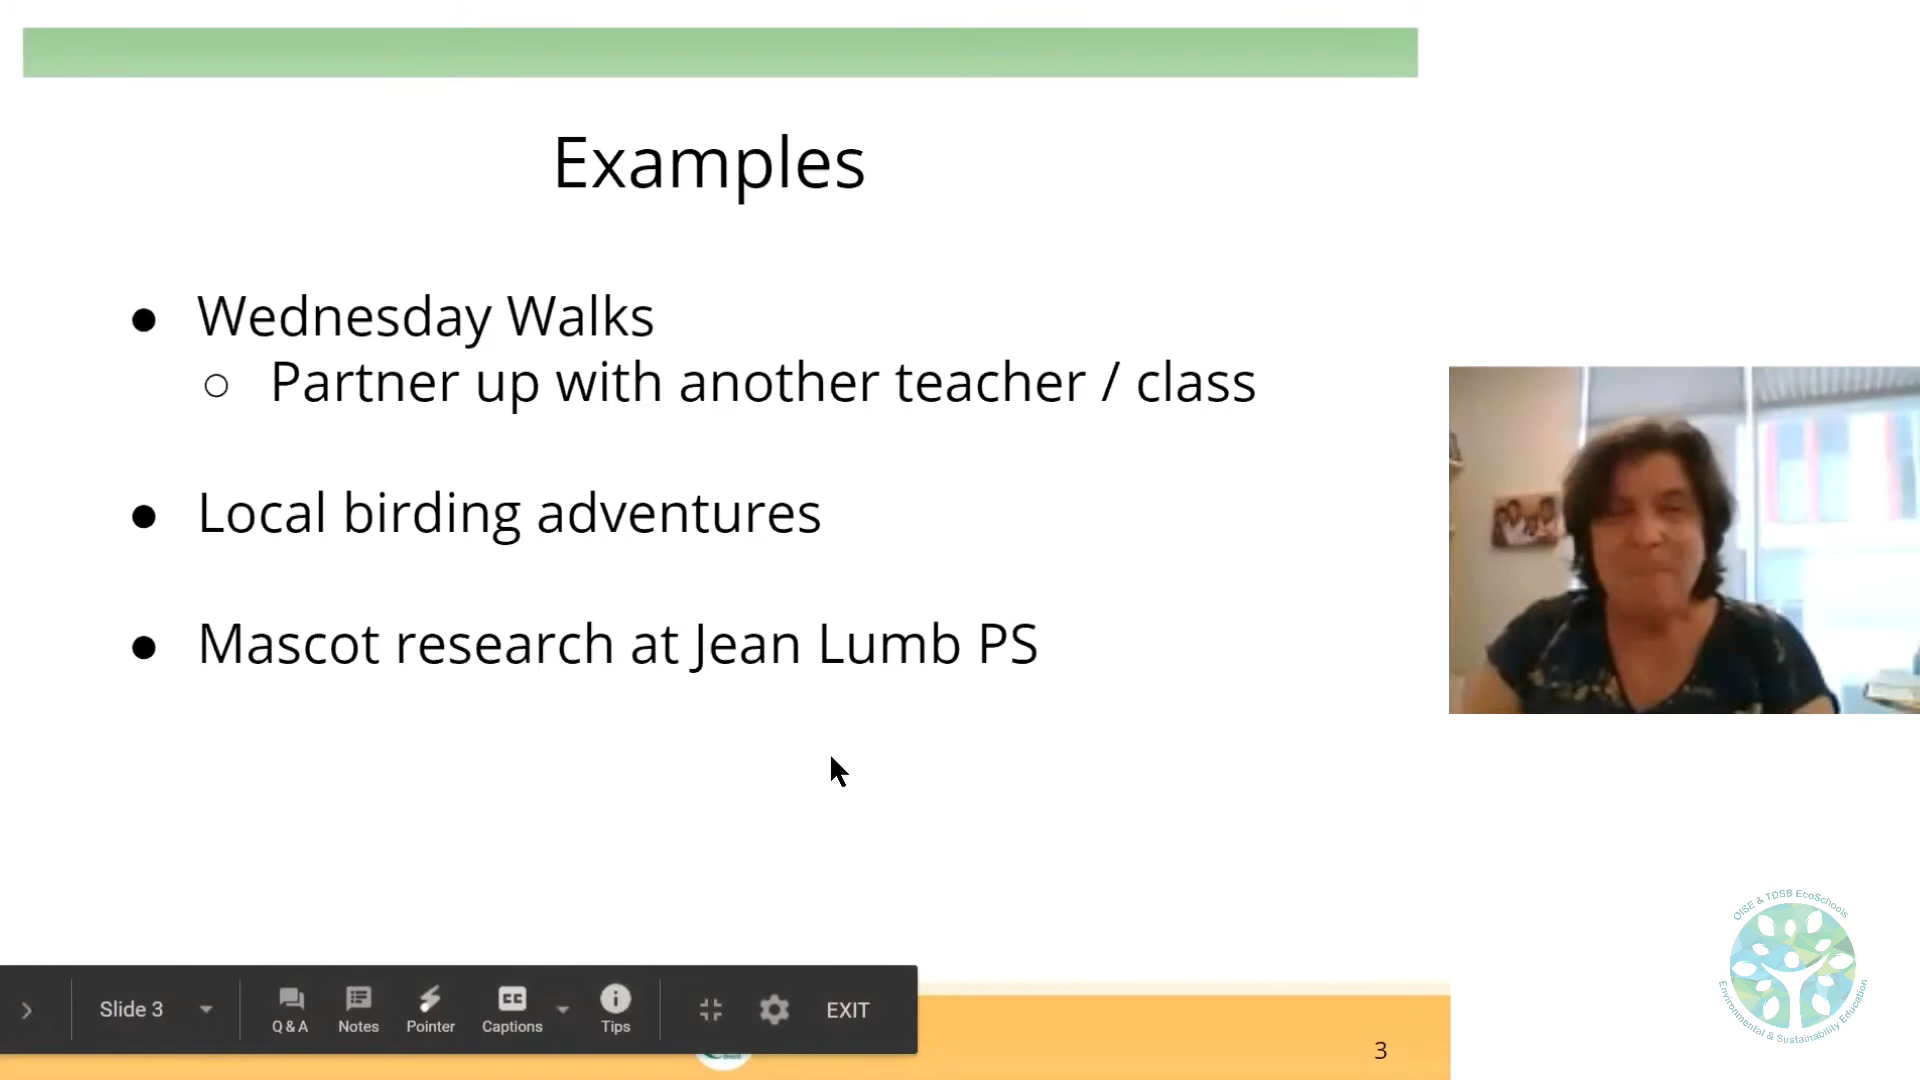 Examples
● Wednesday Walks
○ Partner up with another teacher / class
● Local birding adventures
● Mascot research at Jean Lumb PS
Slide 3
Q & A
Notes
Pointer
CC
Captions
Tips
EXIT
3
OISE & TDSB EcoSchools
Environmental & Sustainability Education